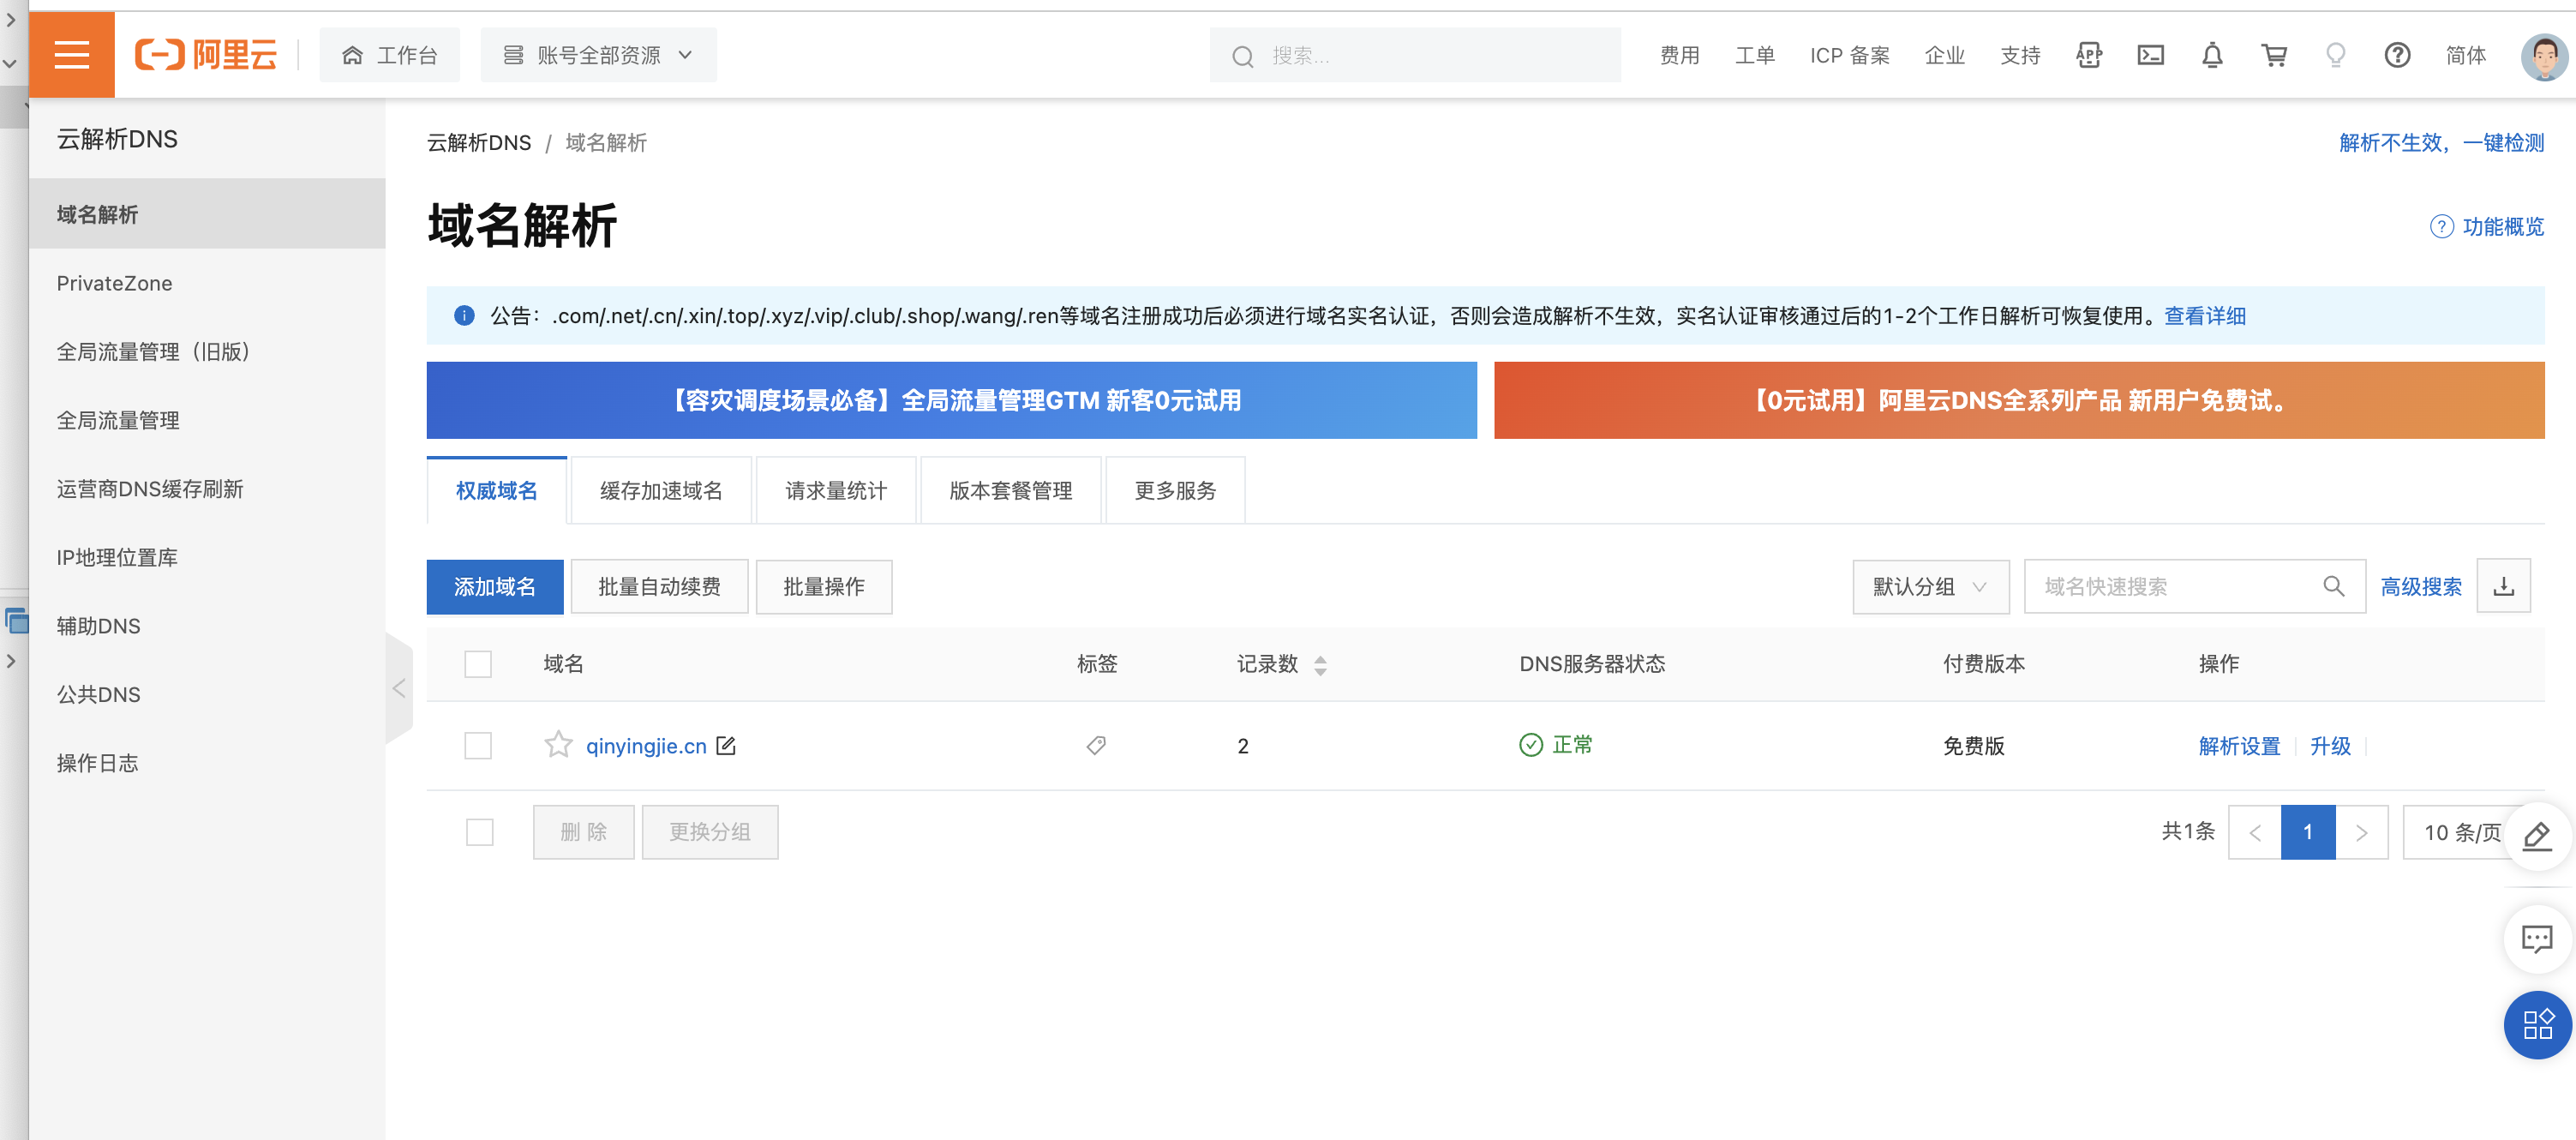 阿里云
工作台
账号全部资源
搜索...
费用
工单
ICP 备案
企业
支持
APP
简体
云解析DNS
域名解析
PrivateZone
全局流量管理（旧版）
全局流量管理
运营商DNS缓存刷新
IP地理位置库
辅助DNS
公共DNS
操作日志
云解析DNS / 域名解析
解析不生效，一键检测
域名解析
功能概览
公告：.com/.net/.cn/.xin/.top/.xyz/.vip/.club/.shop/.wang/.ren等域名注册成功后必须进行域名实名认证，否则会造成解析不生效，实名认证审核通过后的1-2个工作日解析可恢复使用。查看详细
【容灾调度场景必备】全局流量管理GTM 新客0元试用
【0元试用】阿里云DNS全系列产品 新用户免费试。
权威域名
缓存加速域名
请求量统计
版本套餐管理
更多服务
添加域名
批量自动续费
批量操作
默认分组
域名快速搜索
高级搜索
域名
标签
记录数
DNS服务器状态
付费版本
操作
qinyingjie.cn
2
正常
免费版
解析设置
升级
删 除
更换分组
共1条
1
10 条/页